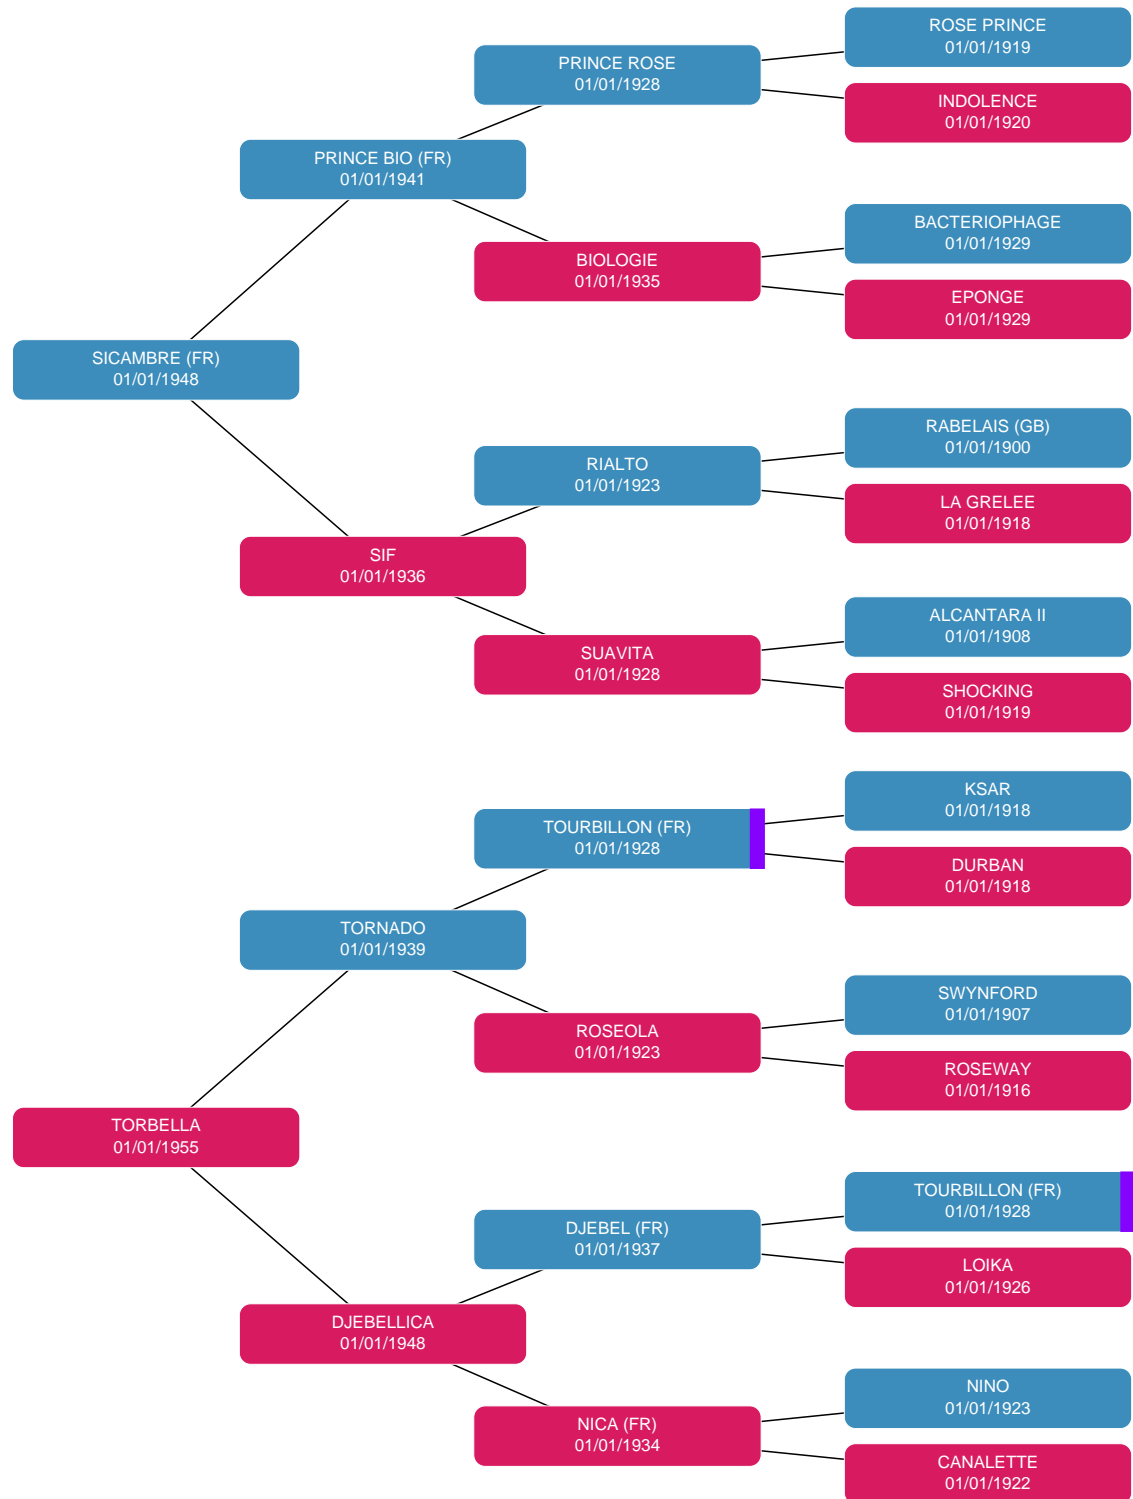 ROSE PRINCE
01/01/1919
PRINCE ROSE
01/01/1928
INDOLENCE
01/01/1920
PRINCE BIO (FR)
01/01/1941
BACTERIOPHAGE
01/01/1929
BIOLOGIE
01/01/1935
EPONGE
01/01/1929
SICAMBRE (FR)
01/01/1948
RABELAIS (GB)
01/01/1900
RIALTO
01/01/1923
LA GRELEE
01/01/1918
SIF
01/01/1936
ALCANTARA II
01/01/1908
SUAVITA
01/01/1928
SHOCKING
01/01/1919
KSAR
01/01/1918
TOURBILLON (FR)
01/01/1928
DURBAN
01/01/1918
TORNADO
01/01/1939
SWYNFORD
01/01/1907
ROSEOLA
01/01/1923
ROSEWAY
01/01/1916
TORBELLA
01/01/1955
TOURBILLON (FR)
01/01/1928
DJEBEL (FR)
01/01/1937
LOIKA
01/01/1926
DJEBELLICA
01/01/1948
NINO
01/01/1923
NICA (FR)
01/01/1934
CANALETTE
01/01/1922